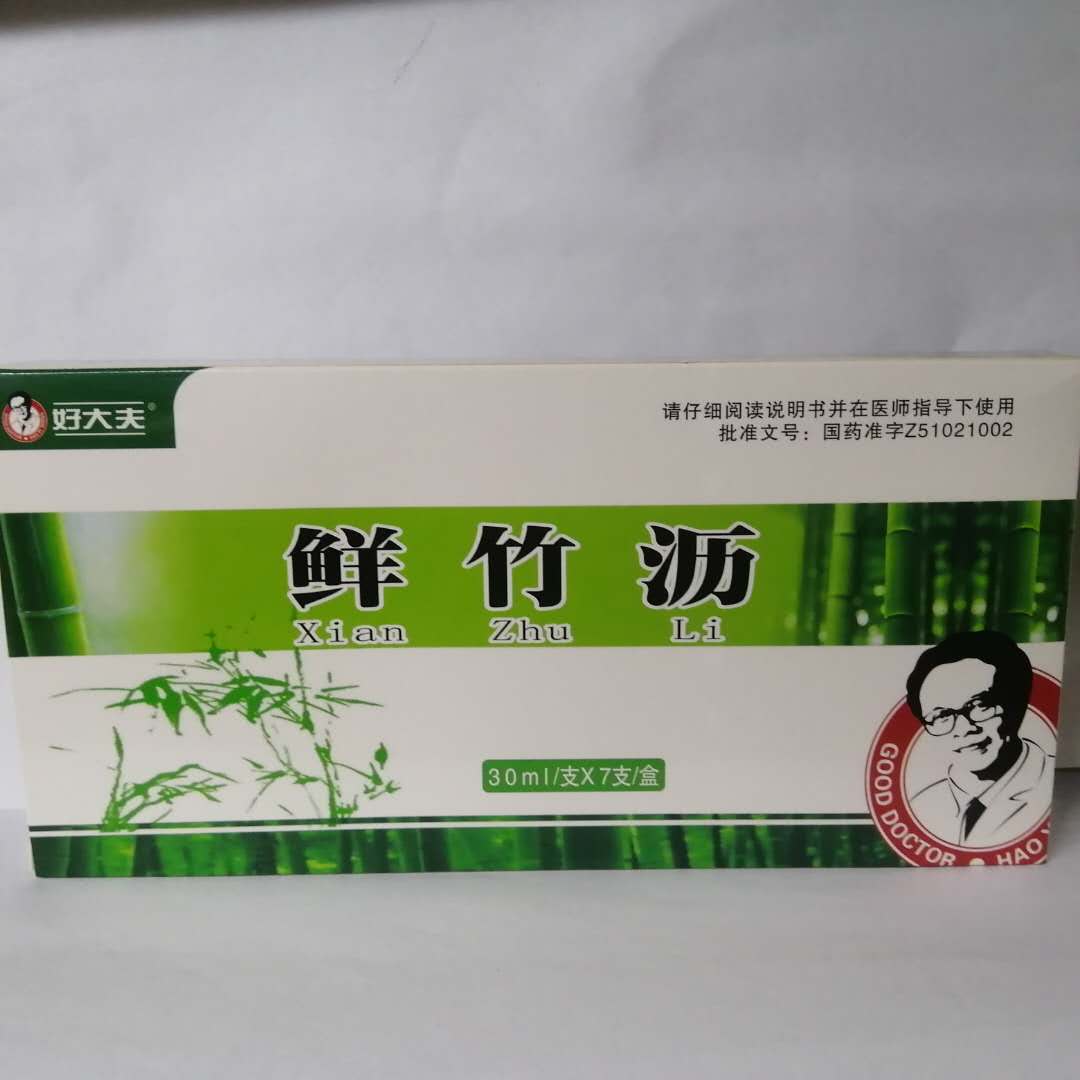 好大夫®
请仔细阅读说明书并在医师指导下使用
批准文号：国药准字Z51021002
鲜竹沥
Xian Zhu Li
30ml/支X7支/盒
GOOD DOCTOR • HAO